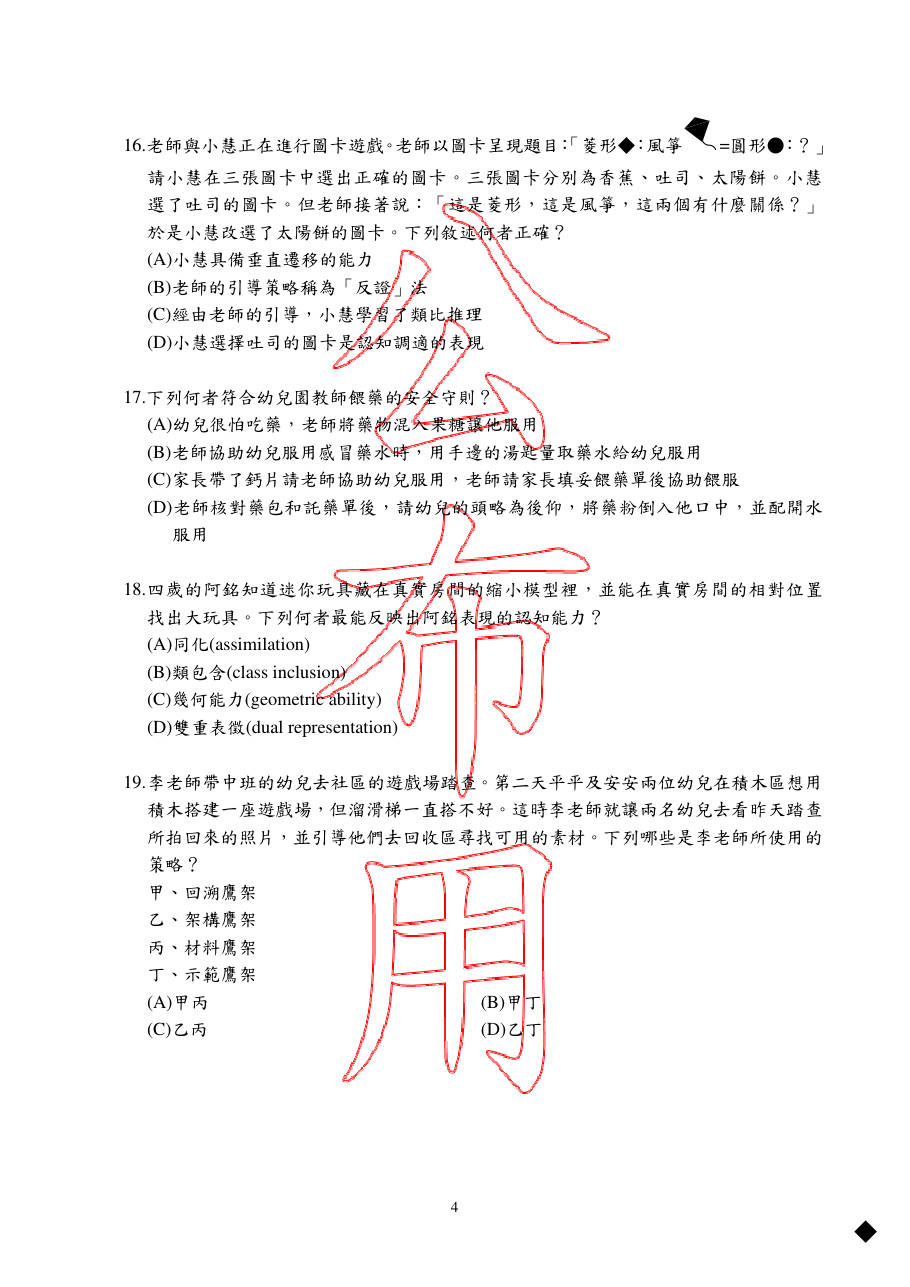 16.老師與小慧正在進行圖卡遊戲。老師以圖卡呈現題目：「菱形◆：風箏=圓形●：？」
請小慧在三張圖卡中選出正確的圖卡。三張圖卡分別為香蕉、吐司、太陽餅。小慧
選了吐司的圖卡。但老師接著說：「這是菱形，這是風箏，這兩個有什麼關係？」
於是小慧改選了太陽餅的圖卡。下列敘述何者正確？
(A)小慧具備垂直遷移的能力
(B)老師的引導策略稱為「反證」法
(C)經由老師的引導，小慧學習了類比推理
(D)小慧選擇吐司的圖卡是認知調適的表現
17.下列何者符合幼兒園教師餵藥的安全守則？
(A)幼兒很怕吃藥，老師將藥物混入果糖讓他服用
(B)老師協助幼兒服用感冒藥水時，用手邊的湯匙量取藥水給幼兒服用
(C)家長帶了鈣片請老師協助幼兒服用，老師請家長填妥餵藥單後協助餵服
(D)老師核對藥包和託藥單後，請幼兒的頭略為後仰，將藥粉倒入他口中，並配開水
服用
18.四歲的阿銘知道迷你玩具藏在真實房間的縮小模型裡，並能在真實房間的相對位置
找出大玩具。下列何者最能反映出阿銘表現的認知能力？
(A)同化(assimilation)
(B)類包含(class inclusion)
(C)幾何能力(geometric ability)
(D)雙重表徵(dual representation)
19.李老師帶中班的幼兒去社區的遊戲場踏查。第二天平平及安安兩位幼兒在積木區想用
積木搭建一座遊戲場，但溜滑梯一直搭不好。這時李老師就讓兩名幼兒去看昨天踏查
所拍回來的照片，並引導他們去回收區尋找可用的素材。下列哪些是李老師所使用的
策略？
甲、回溯鷹架
乙、架構鷹架
丙、材料鷹架
丁、示範鷹架
(A)甲丙 (B)甲丁
(C)乙丙 (D)乙丁
公布用
4